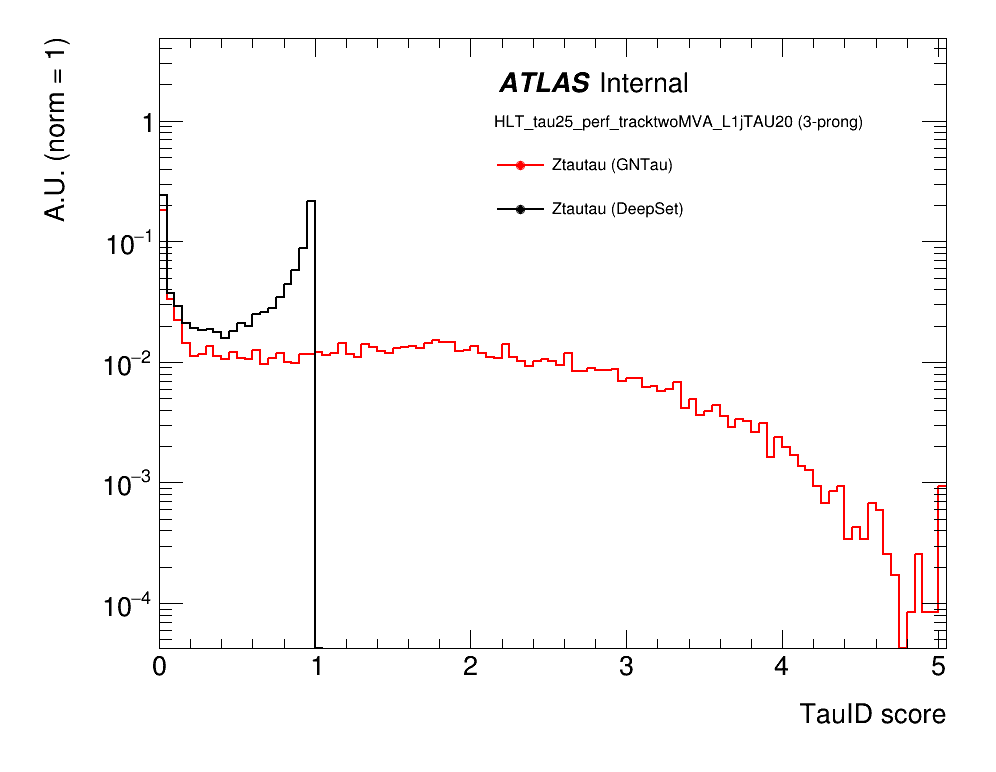 A.U. (norm = 1)
ATLAS Internal
HLT_tau25_perf_tracktwoMVA_L1jTAU20 (3-prong)
Ztautau (GNTau)
Ztautau (DeepSet)
1
10⁻¹
10⁻²
10⁻³
10⁻⁴
0 1 2 3 4 5
TauID score